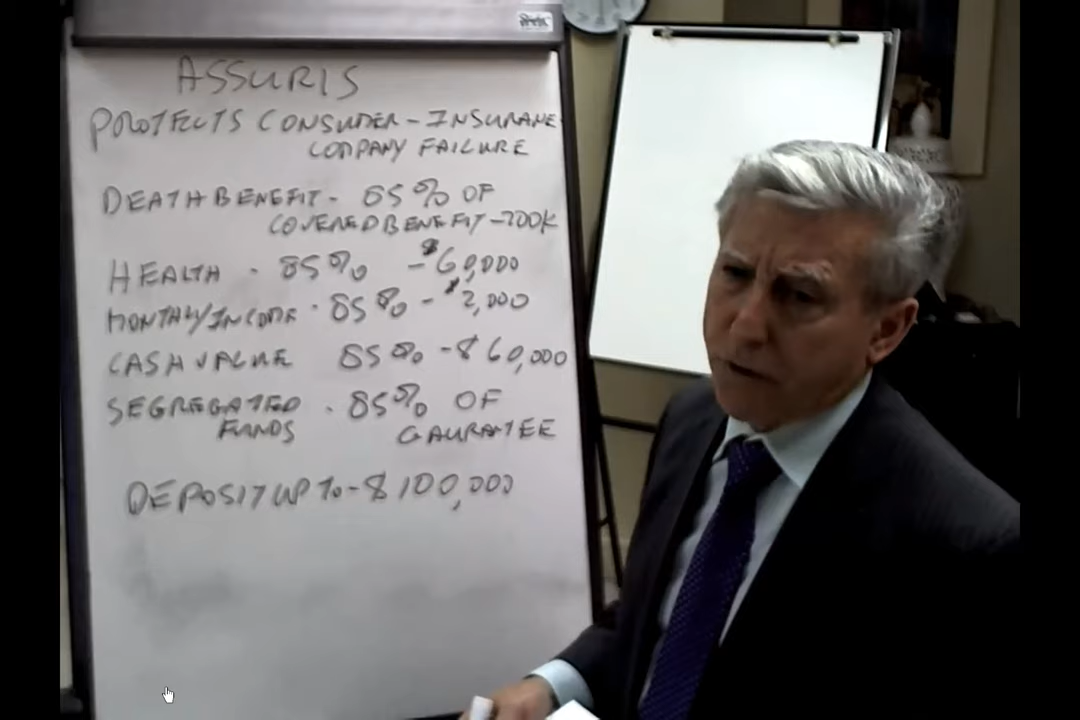 ASSURIS
PROTECTS CONSUMER - INSURANE
COMPANY FAILURE
DEATH BENEFIT - 85% OF
COVERED BENEFIT - 200K
HEALTH - 85% - $60,000
MONTHLY INCOME - 85% - $2,000
CASH VALUE 85% - $60,000
SEGREGATED - 85% OF
FUNDS GAURANTEE
DEPOSIT UP TO - $100,000